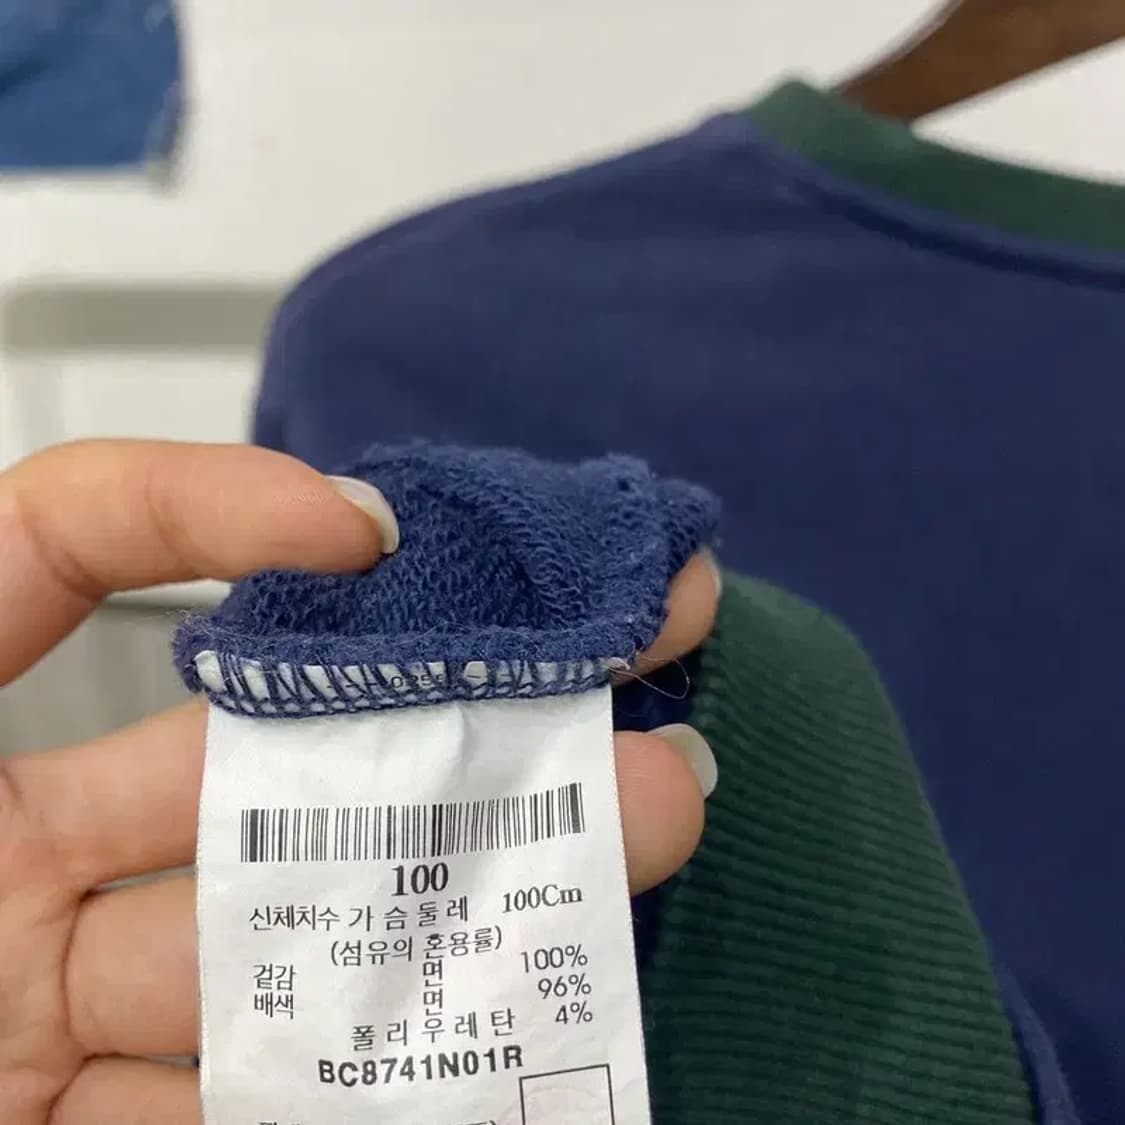 100
신체치수 가슴둘레 100Cm
(섬유의 혼용률)
겉감 면 100%
배색 면 96%
폴리우레탄 4%
BC8741N01R